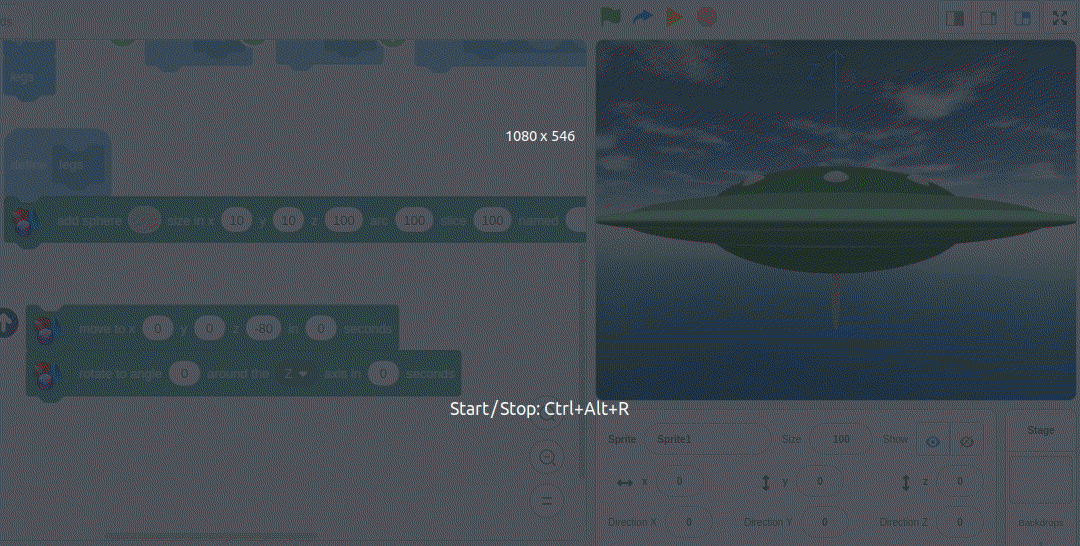 legs
define legs
add sphere size in x 10 y 10 z 100 arc 100 slice 100 named
move to x 0 y 0 z -80 in 0 seconds
rotate to angle 0 around the Z axis in 0 seconds
1080 x 546
Start/Stop: Ctrl+Alt+R
Z
Sprite Sprite1 Size 100 Show
x 0 y 0 z 0
Direction X 0 Direction Y 0 Direction Z 0
Stage
Backdrops
1